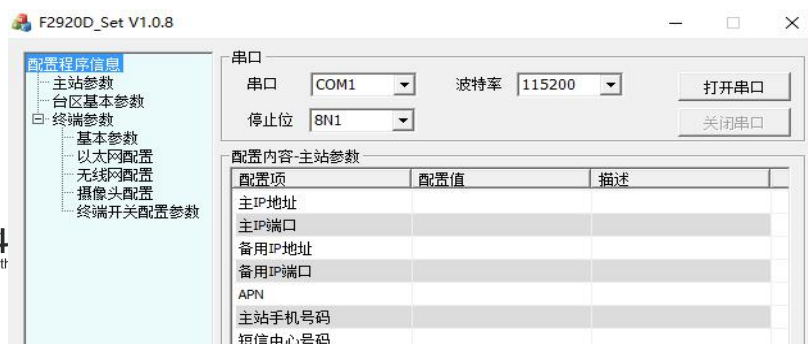 F2920D_Set V1.0.8
配置程序信息
主站参数
台区基本参数
终端参数
基本参数
以太网配置
无线网配置
摄像头配置
终端开关配置参数
串口
串口 COM1 波特率 115200 打开串口
停止位 8N1 关闭串口
配置内容-主站参数
配置项 配置值 描述
主IP地址
主IP端口
备用IP地址
备用IP端口
APN
主站手机号码
短信中心号码